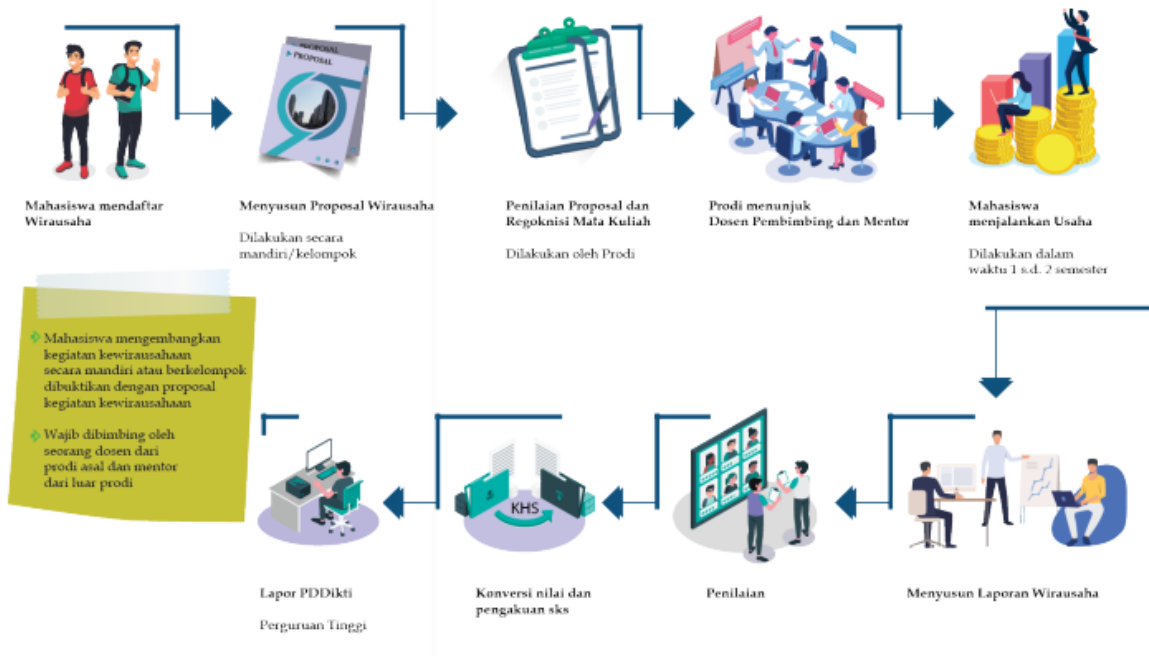 PROPOSAL
PROPOSAL
Mahasiswa mendaftar
Wirausaha
Menyusun Proposal Wirausaha
Dilakukan secara
mandiri/kelompok
Penilaian Proposal dan
Regoknisi Mata Kuliah
Dilakukan oleh Prodi
Prodi menunjuk
Dosen Pembimbing dan Mentor
Mahasiswa
menjalankan Usaha
Dilakukan dalam
waktu 1 s.d. 2 semester
Mahasiswa mengembangkan
kegiatan kewirausahaan
secara mandiri atau berkelompok
dibuktikan dengan proposal
kegiatan kewirausahaan
Wajib dibimbing oleh
seorang dosen dari
prodi asal dan mentor
dari luar prodi
KHS
Lapor PDDikti
Perguruan Tinggi
Konversi nilai dan
pengakuan sks
Penilaian
Menyusun Laporan Wirausaha